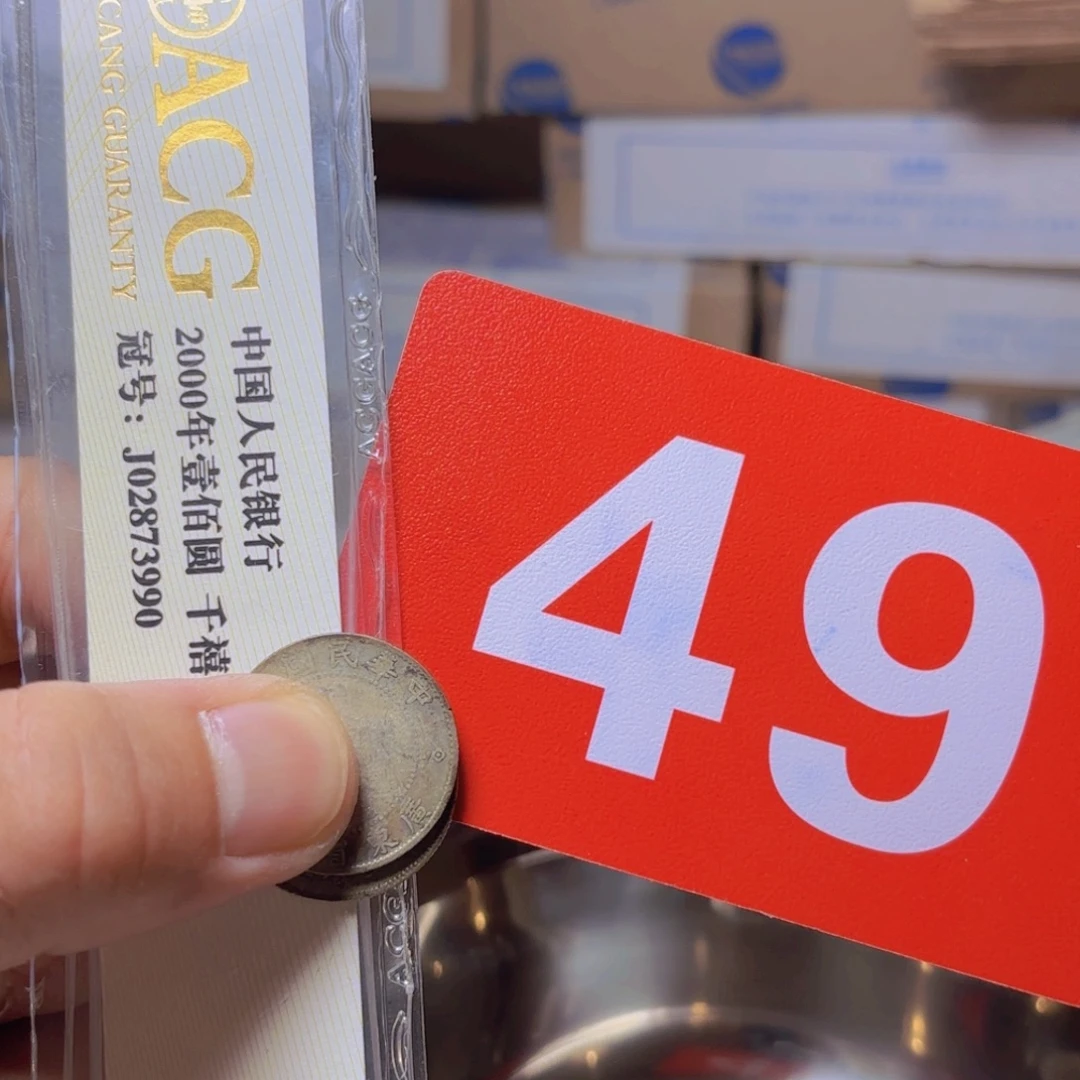 ACG
CANG GUARANTY
中国人民银行
2000年壹佰圆 千禧
冠号：J02873990
49
ACG